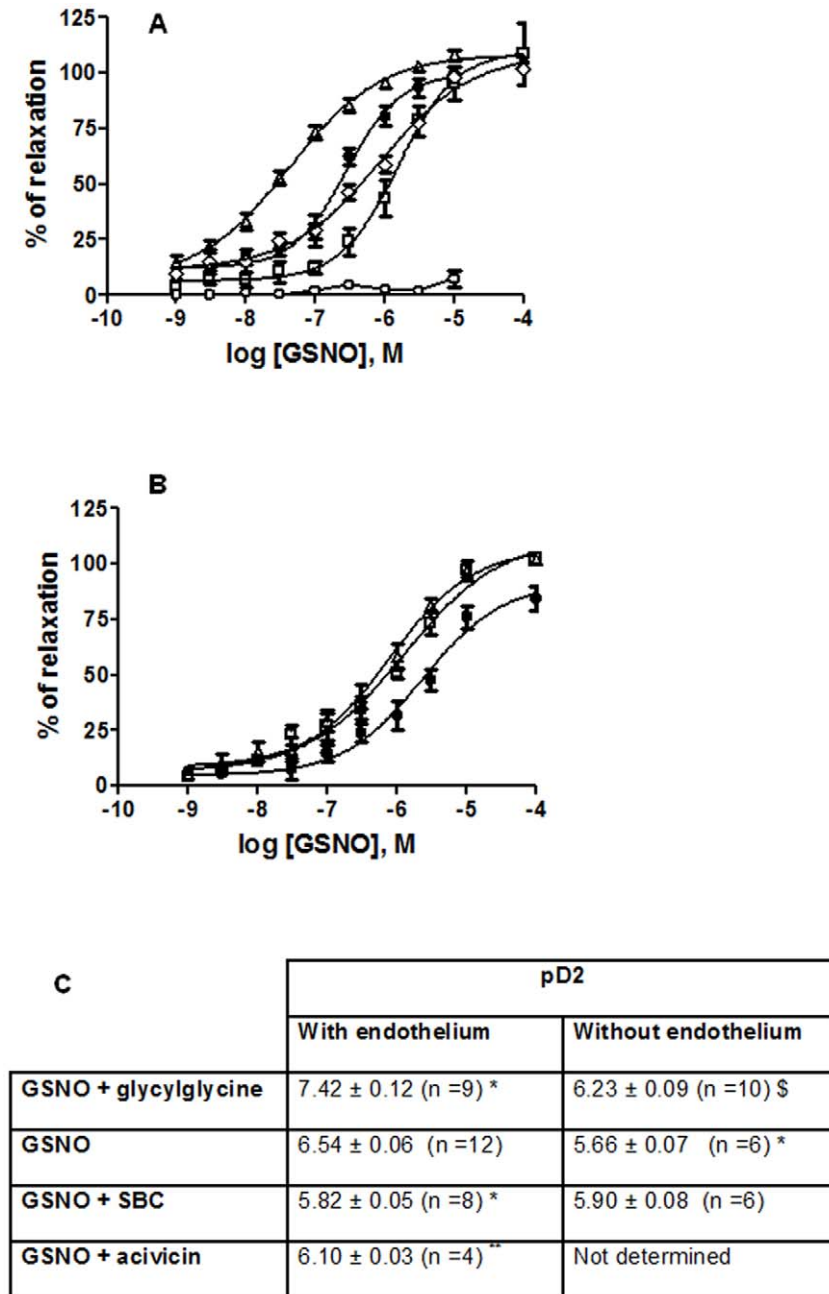 A
125
100
75
50
25
0
% of relaxation
-10 -9 -8 -7 -6 -5 -4
log [GSNO], M
B
125
100
75
50
25
0
% of relaxation
-10 -9 -8 -7 -6 -5 -4
log [GSNO], M
C
pD2
With endothelium Without endothelium
GSNO + glycylglycine 7.42 ± 0.12 (n =9) * 6.23 ± 0.09 (n =10) $
GSNO 6.54 ± 0.06 (n =12) 5.66 ± 0.07 (n =6) *
GSNO + SBC 5.82 ± 0.05 (n =8) * 5.90 ± 0.08 (n =6)
GSNO + acivicin 6.10 ± 0.03 (n =4) ** Not determined